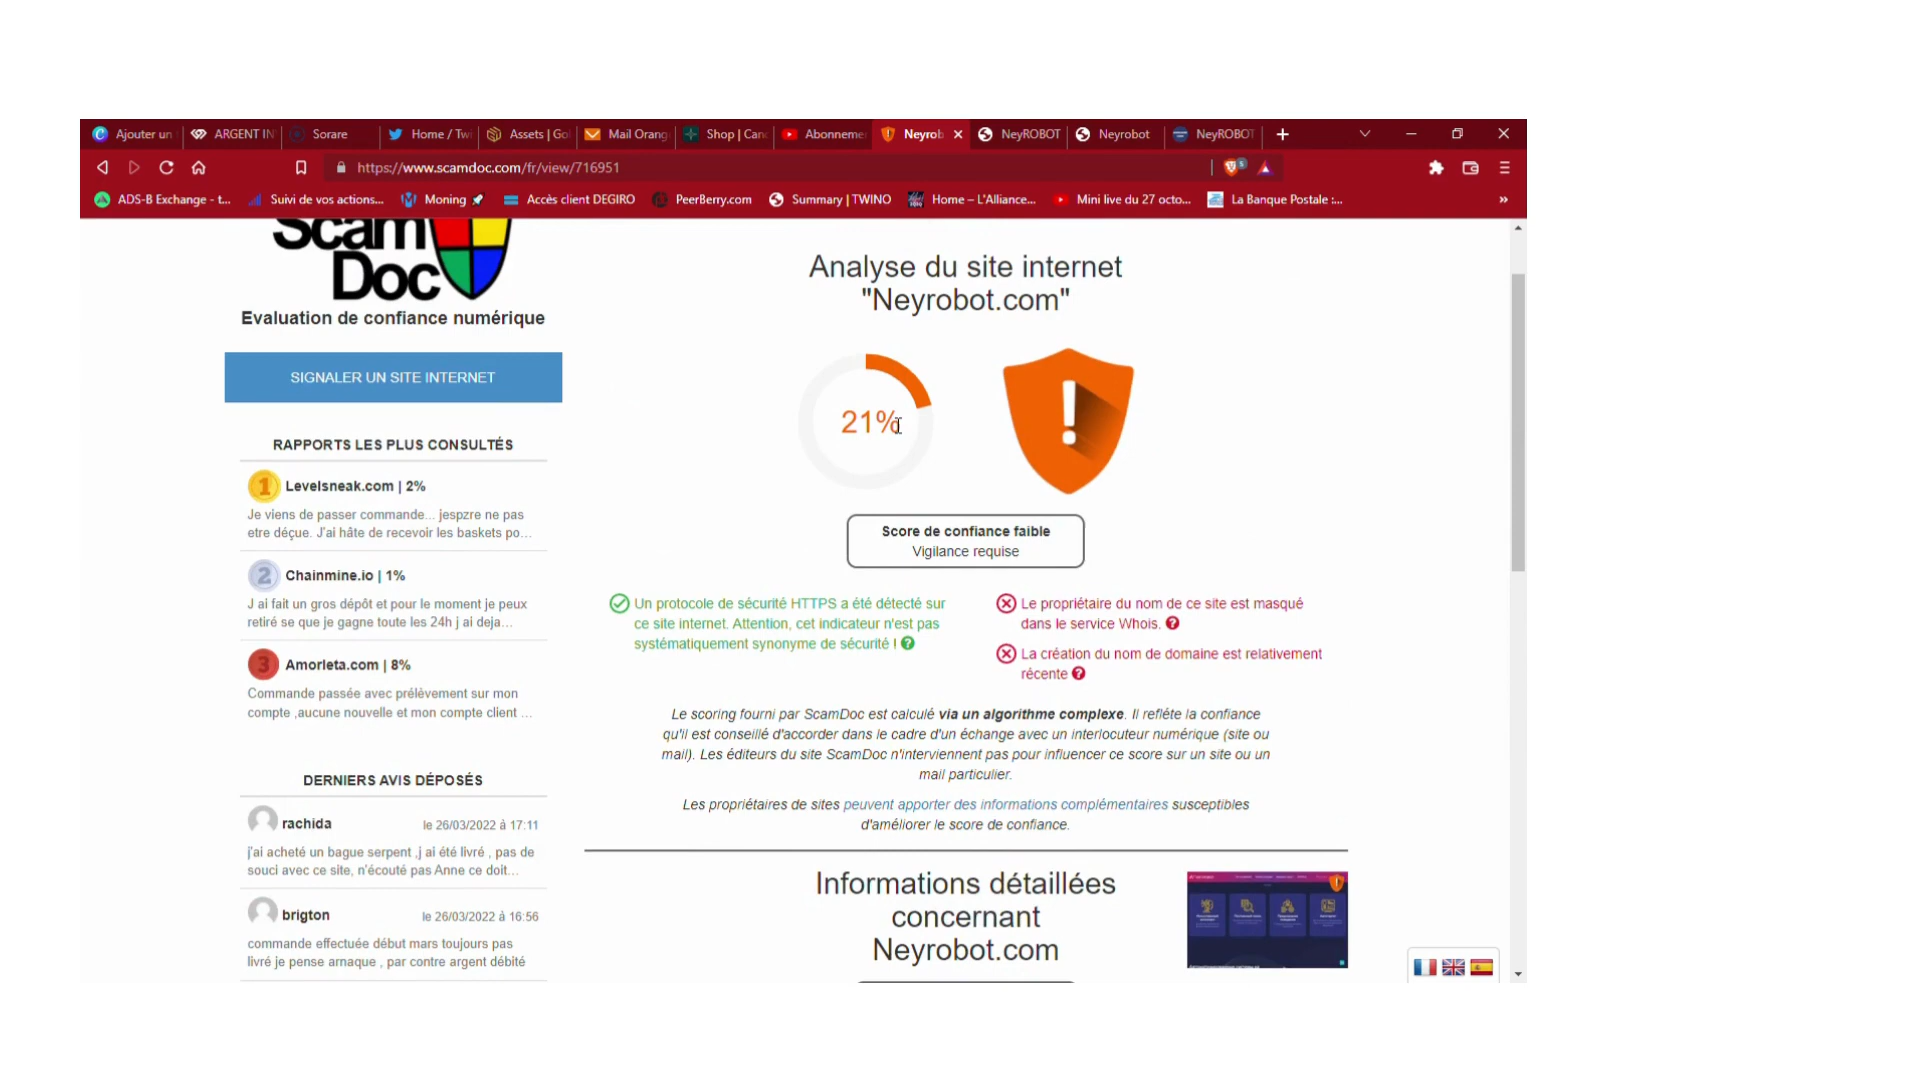 Ajouter un
ARGENT IN
Sorare
Home / Tw
Assets | Go
Mail Orang
Shop | Can
Abonneme
Neyrob
NeyROBOT
Neyrobot
NeyROBOT
https://www.scamdoc.com/fr/view/716951
ADS-B Exchange - t...
Suivi de vos actions...
Moning
Accès client DEGIRO
PeerBerry.com
Summary | TWINO
Home – L'Alliance...
Mini live du 27 octo...
La Banque Postale :...
Scam
Doc
Evaluation de confiance numérique
SIGNALER UN SITE INTERNET
RAPPORTS LES PLUS CONSULTÉS
1 Levelsneak.com | 2%
Je viens de passer commande... jespzre ne pas
etre déçue. J'ai hâte de recevoir les baskets po...
2 Chainmine.io | 1%
J ai fait un gros dépôt et pour le moment je peux
retiré se que je gagne toute les 24h j ai deja...
3 Amorleta.com | 8%
Commande passée avec prélèvement sur mon
compte ,aucune nouvelle et mon compte client ...
DERNIERS AVIS DÉPOSÉS
rachida le 26/03/2022 à 17:11
j'ai acheté un bague serpent ,j ai été livré , pas de
souci avec ce site, n'écouté pas Anne ce doit...
brigton le 26/03/2022 à 16:56
commande effectuée début mars toujours pas
livré je pense arnaque , par contre argent débité
Analyse du site internet
"Neyrobot.com"
21%
Score de confiance faible
Vigilance requise
Un protocole de sécurité HTTPS a été détecté sur
ce site internet. Attention, cet indicateur n'est pas
systématiquement synonyme de sécurité !
Le propriétaire du nom de ce site est masqué
dans le service Whois.
La création du nom de domaine est relativement
récente
Le scoring fourni par ScamDoc est calculé via un algorithme complexe. Il refléte la confiance
qu'il est conseillé d'accorder dans le cadre d'un échange avec un interlocuteur numérique (site ou
mail). Les éditeurs du site ScamDoc n'interviennent pas pour influencer ce score sur un site ou un
mail particulier.
Les propriétaires de sites peuvent apporter des informations complémentaires susceptibles
d'améliorer le score de confiance.
Informations détaillées
concernant
Neyrobot.com